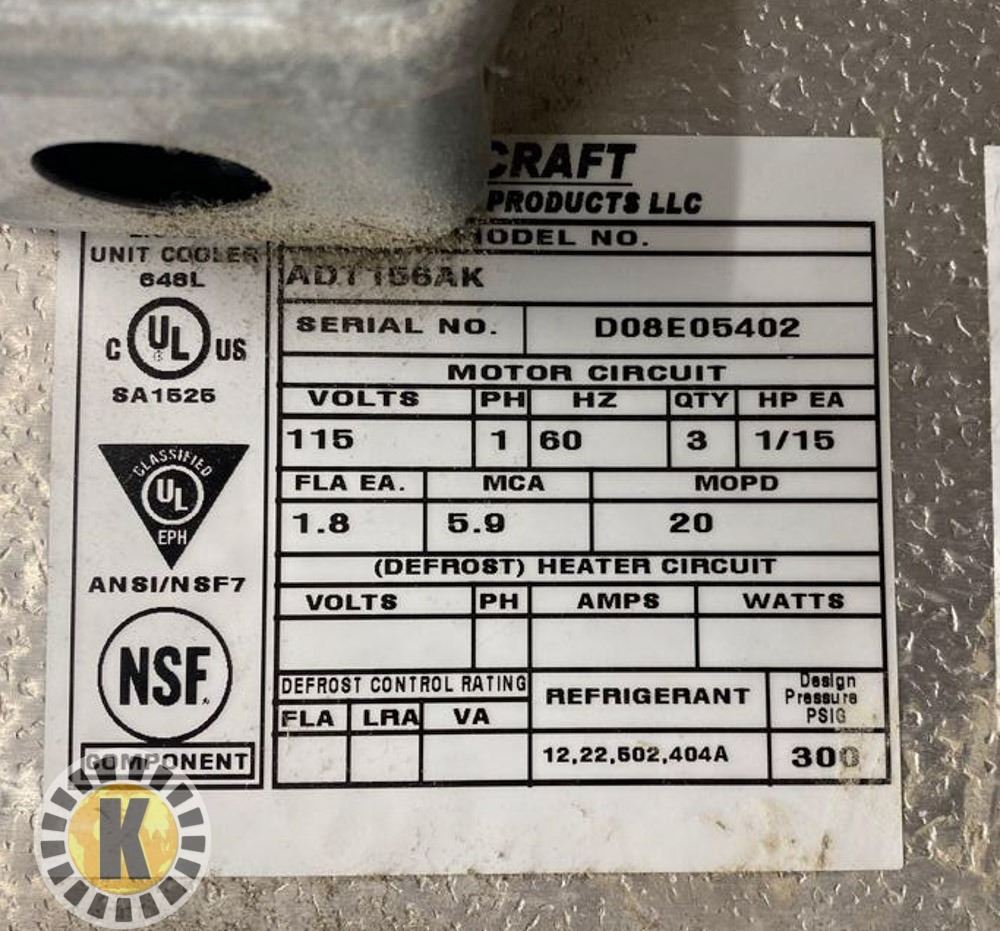 CRAFT
PRODUCTS LLC
UNIT COOLER
648L
C UL US
SA1525
CLASSIFIED
UL
EPH
ANSI/NSF7
NSF
COMPONENT
MODEL NO.
ADT156AK
SERIAL NO. D08E05402
MOTOR CIRCUIT
VOLTS PH HZ QTY HP EA
115 1 60 3 1/15
FLA EA. MCA MOPD
1.8 5.9 20
(DEFROST) HEATER CIRCUIT
VOLTS PH AMPS WATTS
DEFROST CONTROL RATING REFRIGERANT Design Pressure PSIG
FLA LRA VA
12,22,502,404A 300
K